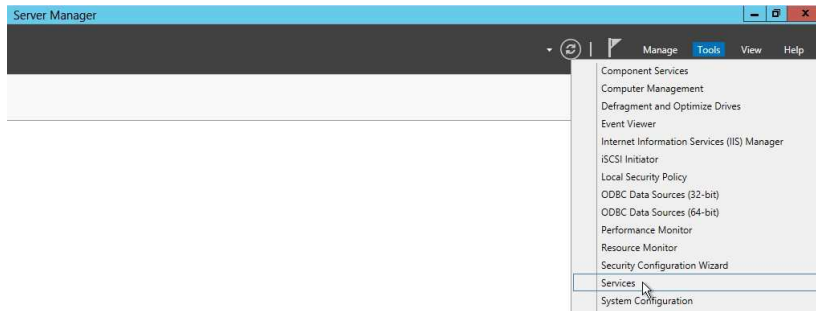 Server Manager
Manage Tools View Help
Component Services
Computer Management
Defragment and Optimize Drives
Event Viewer
Internet Information Services (IIS) Manager
iSCSI Initiator
Local Security Policy
ODBC Data Sources (32-bit)
ODBC Data Sources (64-bit)
Performance Monitor
Resource Monitor
Security Configuration Wizard
Services
System Configuration